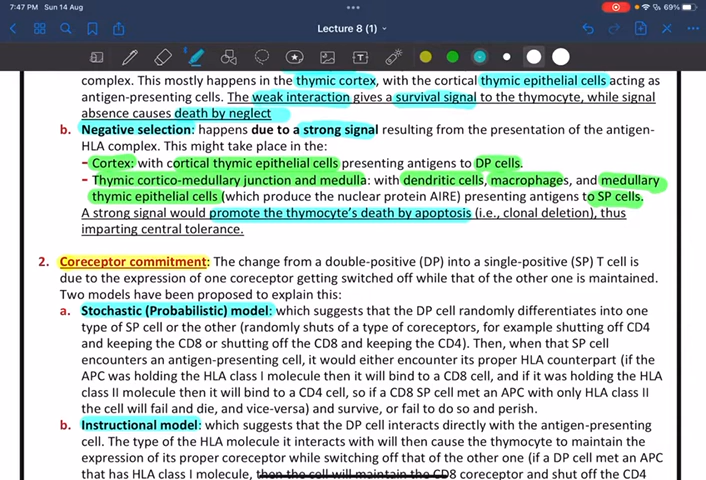 7:47 PM Sun 14 Aug
69%
Lecture 8 (1)
complex. This mostly happens in the thymic cortex, with the cortical thymic epithelial cells acting as
antigen-presenting cells. The weak interaction gives a survival signal to the thymocyte, while signal
absence causes death by neglect
b. Negative selection: happens due to a strong signal resulting from the presentation of the antigen-
HLA complex. This might take place in the:
- Cortex: with cortical thymic epithelial cells presenting antigens to DP cells.
- Thymic cortico-medullary junction and medulla: with dendritic cells, macrophages, and medullary
thymic epithelial cells (which produce the nuclear protein AIRE) presenting antigens to SP cells.
A strong signal would promote the thymocyte's death by apoptosis (i.e., clonal deletion), thus
imparting central tolerance.
2. Coreceptor commitment: The change from a double-positive (DP) into a single-positive (SP) T cell is
due to the expression of one coreceptor getting switched off while that of the other one is maintained.
Two models have been proposed to explain this:
a. Stochastic (Probabilistic) model: which suggests that the DP cell randomly differentiates into one
type of SP cell or the other (randomly shuts of a type of coreceptors, for example shutting off CD4
and keeping the CD8 or shutting off the CD8 and keeping the CD4). Then, when that SP cell
encounters an antigen-presenting cell, it would either encounter its proper HLA counterpart (if the
APC was holding the HLA class I molecule then it will bind to a CD8 cell, and if it was holding the HLA
class II molecule then it will bind to a CD4 cell, so if a CD8 SP cell met an APC with only HLA class II
the cell will fail and die, and vice-versa) and survive, or fail to do so and perish.
b. Instructional model: which suggests that the DP cell interacts directly with the antigen-presenting
cell. The type of the HLA molecule it interacts with will then cause the thymocyte to maintain the
expression of its proper coreceptor while switching off that of the other one (if a DP cell met an APC
that has HLA class I molecule, then the cell will maintain the CD8 coreceptor and shut off the CD4